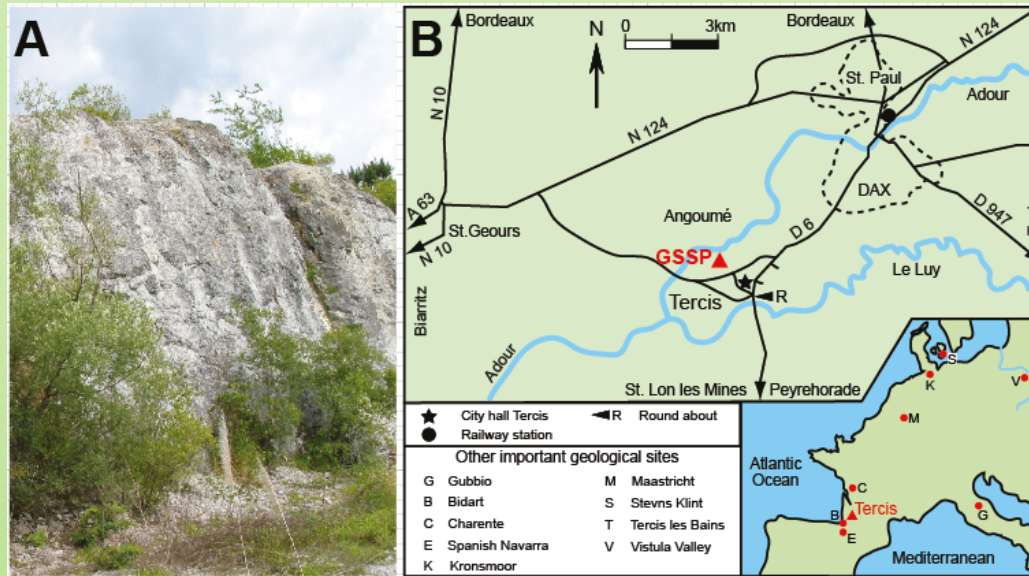 A
B
Bordeaux
Bordeaux
N
0 3km
N 124
St. Paul
Adour
N 10
N 124
DAX
A 63
St.Geours
N 10
Angoumé
D 6
D 947
GSSP
Le Luy
Tercis
R
Biarritz
Adour
St. Lon les Mines
Peyrehorade
City hall Tercis
R Round about
Railway station
Other important geological sites
G Gubbio
M Maastricht
B Bidart
S Stevns Klint
C Charente
T Tercis les Bains
E Spanish Navarra
V Vistula Valley
K Kronsmoor
S
K
V
M
Atlantic
Ocean
C
Tercis
B
E
G
Mediterranean